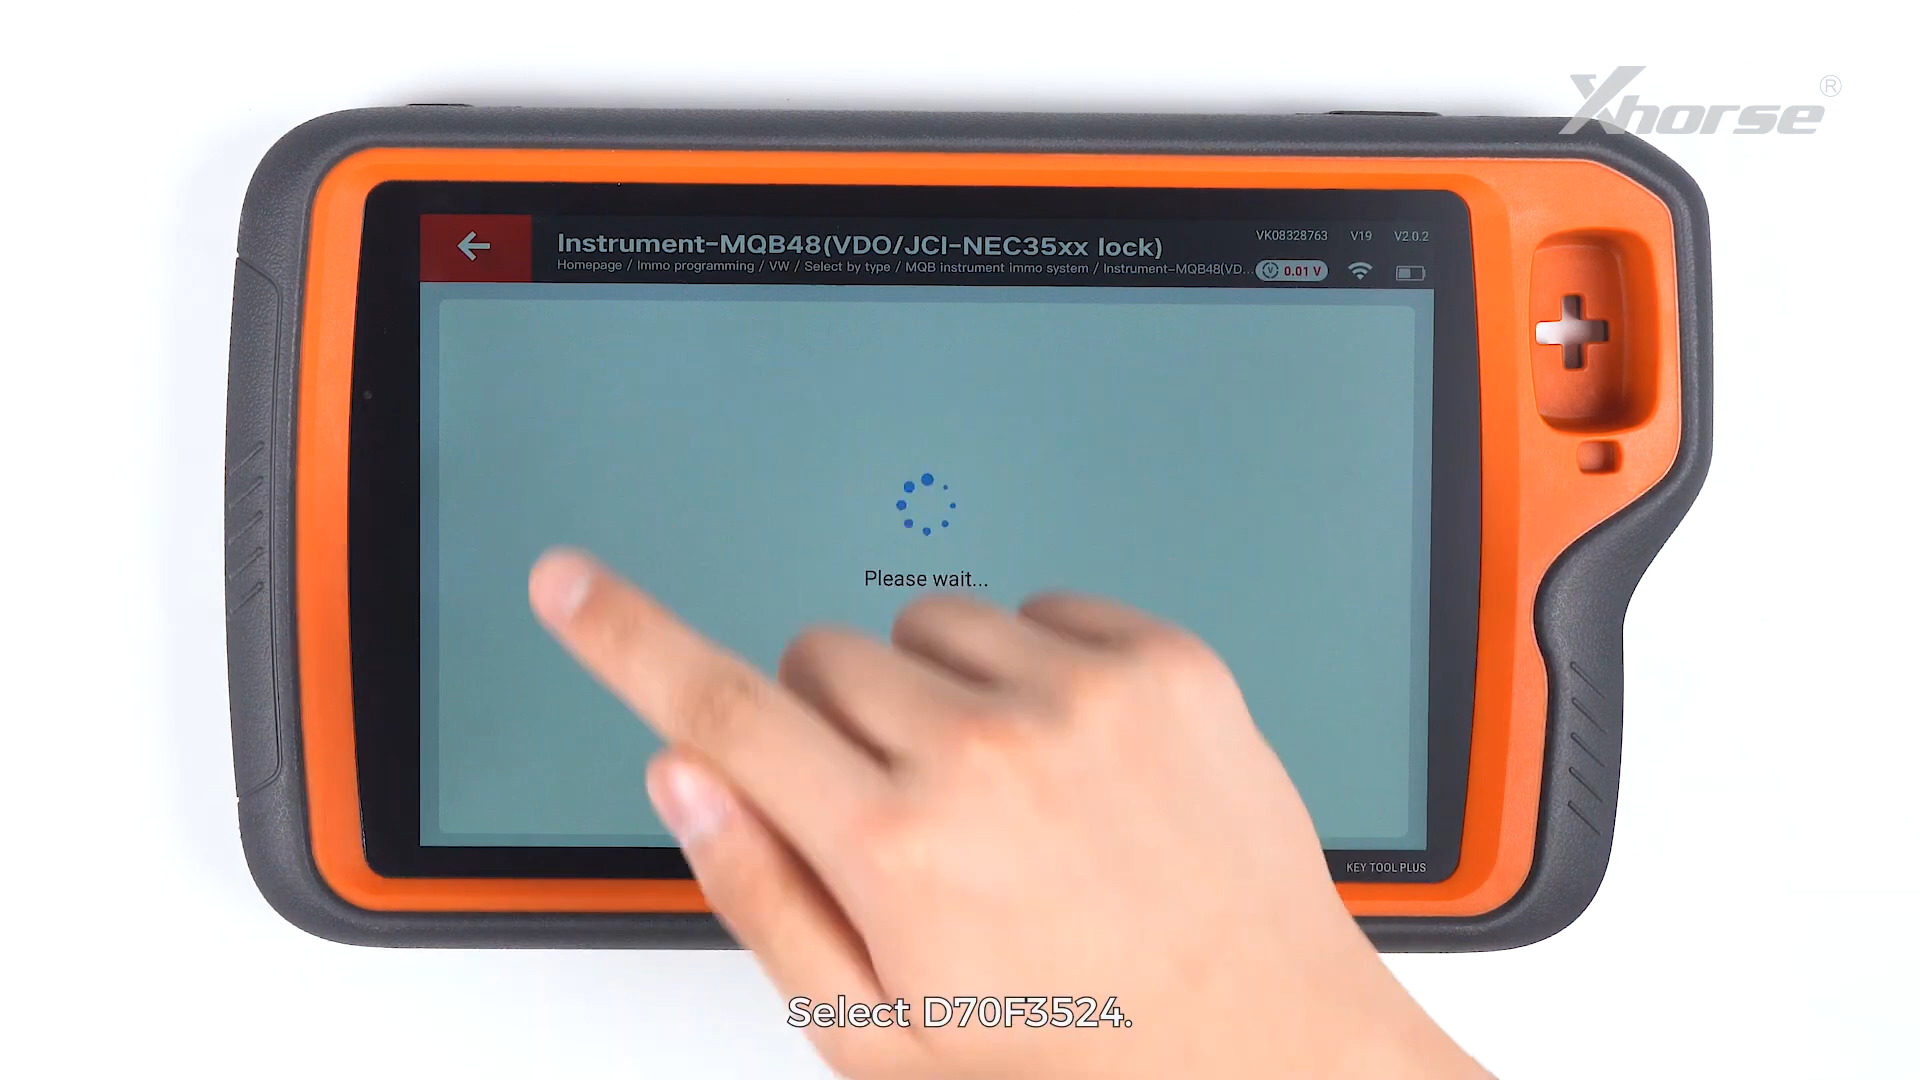 Xhorse®
Instrument-MQB48(VDO/JCI-NEC35xx lock)
VK08328763 V19 V2.0.2
Homepage / Immo programming / VW / Select by type / MQB instrument immo system / Instrument-MQB48(VD...
0.01 V
Please wait...
KEY TOOL PLUS
Select D70F3524.